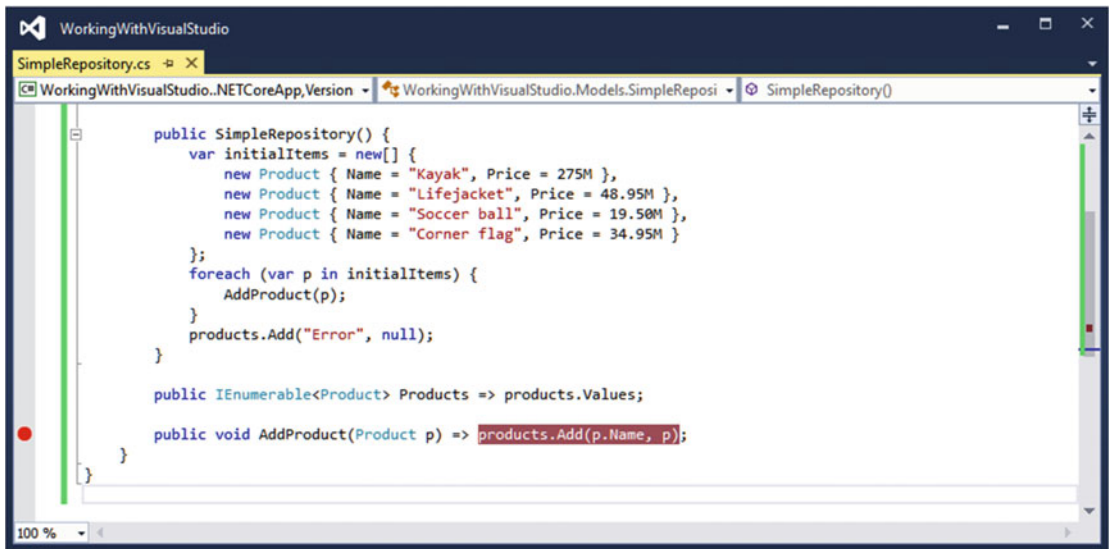 WorkingWithVisualStudio
SimpleRepository.cs
WorkingWithVisualStudio..NETCoreApp,Version
WorkingWithVisualStudio.Models.SimpleReposi
SimpleRepository()
public SimpleRepository() {
var initialItems = new[] {
new Product { Name = "Kayak", Price = 275M },
new Product { Name = "Lifejacket", Price = 48.95M },
new Product { Name = "Soccer ball", Price = 19.50M },
new Product { Name = "Corner flag", Price = 34.95M }
};
foreach (var p in initialItems) {
AddProduct(p);
}
products.Add("Error", null);
}
public IEnumerable<Product> Products => products.Values;
public void AddProduct(Product p) => products.Add(p.Name, p);
}
}
100 %